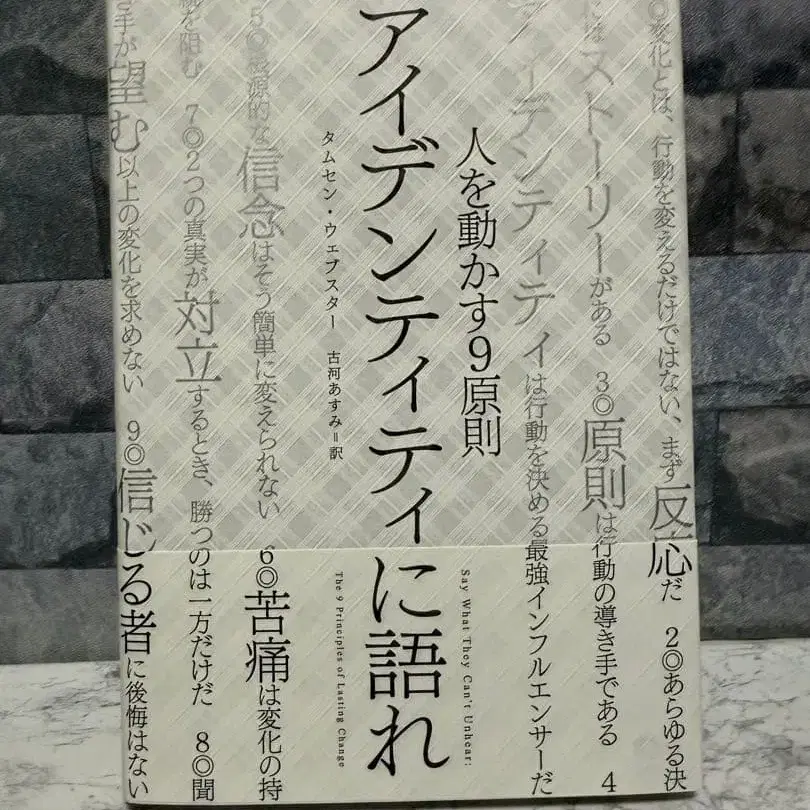 ◎変化とは、行動を変えるだけではない、まず反応だ 2◎あらゆる決
にはストーリーがある 3◎原則は行動の導き手である 4
アイデンティティは行動を決める最強インフルエンサーだ
人を動かす9原則
Say What They Can't Unhear:
アイデンティティに語れ
The 9 Principles of Lasting Change
タムセン・ウェブスター 古河あすみ=訳
5◎根源的な信念はそう簡単に変えられない 6◎苦痛は変化の持
続を阻む 7◎2つの真実が対立するとき、勝つのは一方だけだ 8◎聞
き手が望む以上の変化を求めない 9◎信じる者に後悔はない